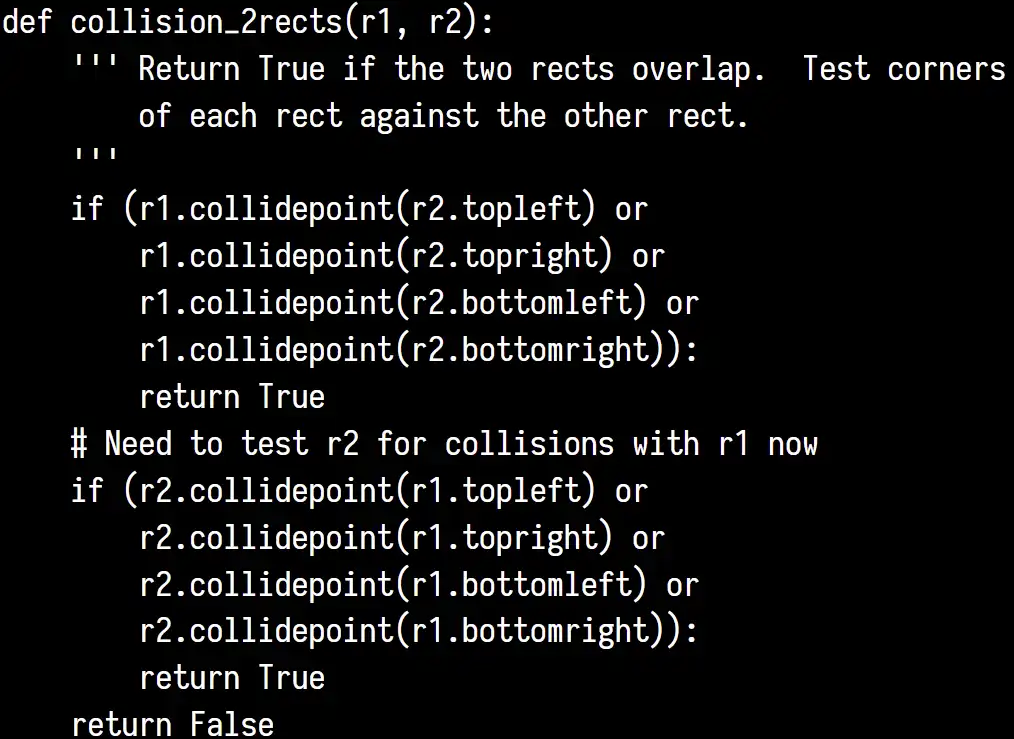 def collision_2rects(r1, r2):
    ''' Return True if the two rects overlap.  Test corners
        of each rect against the other rect.
    '''
    if (r1.collidepoint(r2.topleft) or
        r1.collidepoint(r2.topright) or
        r1.collidepoint(r2.bottomleft) or
        r1.collidepoint(r2.bottomright)):
        return True
    # Need to test r2 for collisions with r1 now
    if (r2.collidepoint(r1.topleft) or
        r2.collidepoint(r1.topright) or
        r2.collidepoint(r1.bottomleft) or
        r2.collidepoint(r1.bottomright)):
        return True
    return False